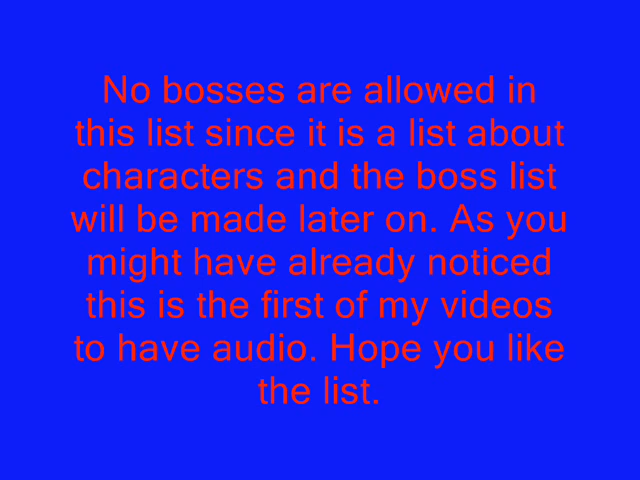 No bosses are allowed in
this list since it is a list about
characters and the boss list
will be made later on. As you
might have already noticed
this is the first of my videos
to have audio. Hope you like
the list.